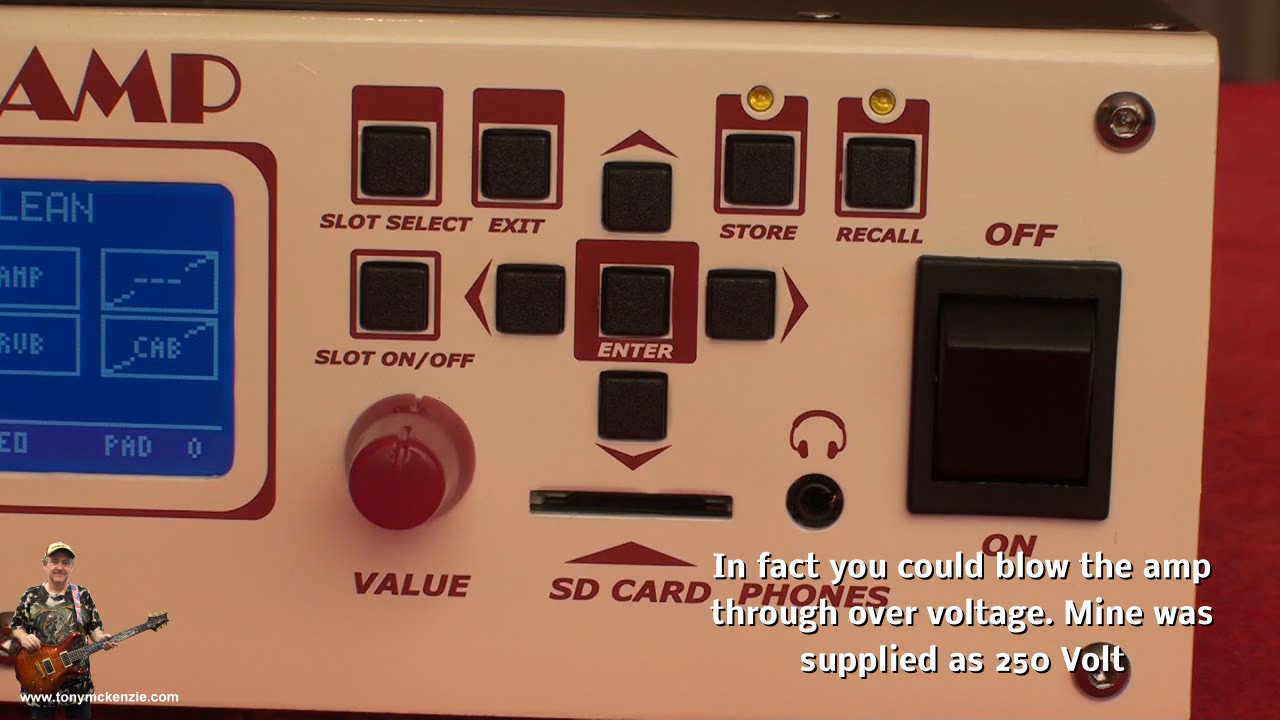 AMP
LEAN
AMP
---
RVB
CAB
EQ PAD 0
SLOT SELECT
EXIT
STORE
RECALL
SLOT ON/OFF
ENTER
OFF
ON
VALUE
SD CARD
PHONES
In fact you could blow the amp
through over voltage. Mine was
supplied as 250 Volt
www.tonymckenzie.com